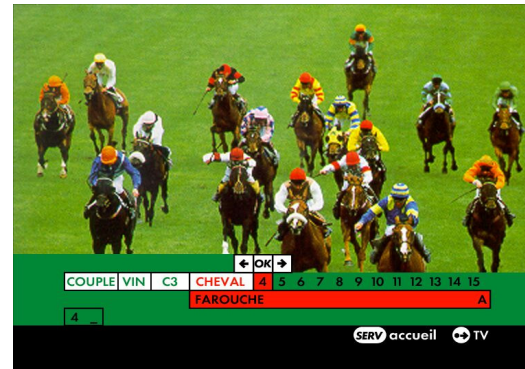 ← OK →
COUPLE VIN C3 CHEVAL 4 5 6 7 8 9 10 11 12 13 14 15
FAROUCHE A
4 _
SERV accueil TV